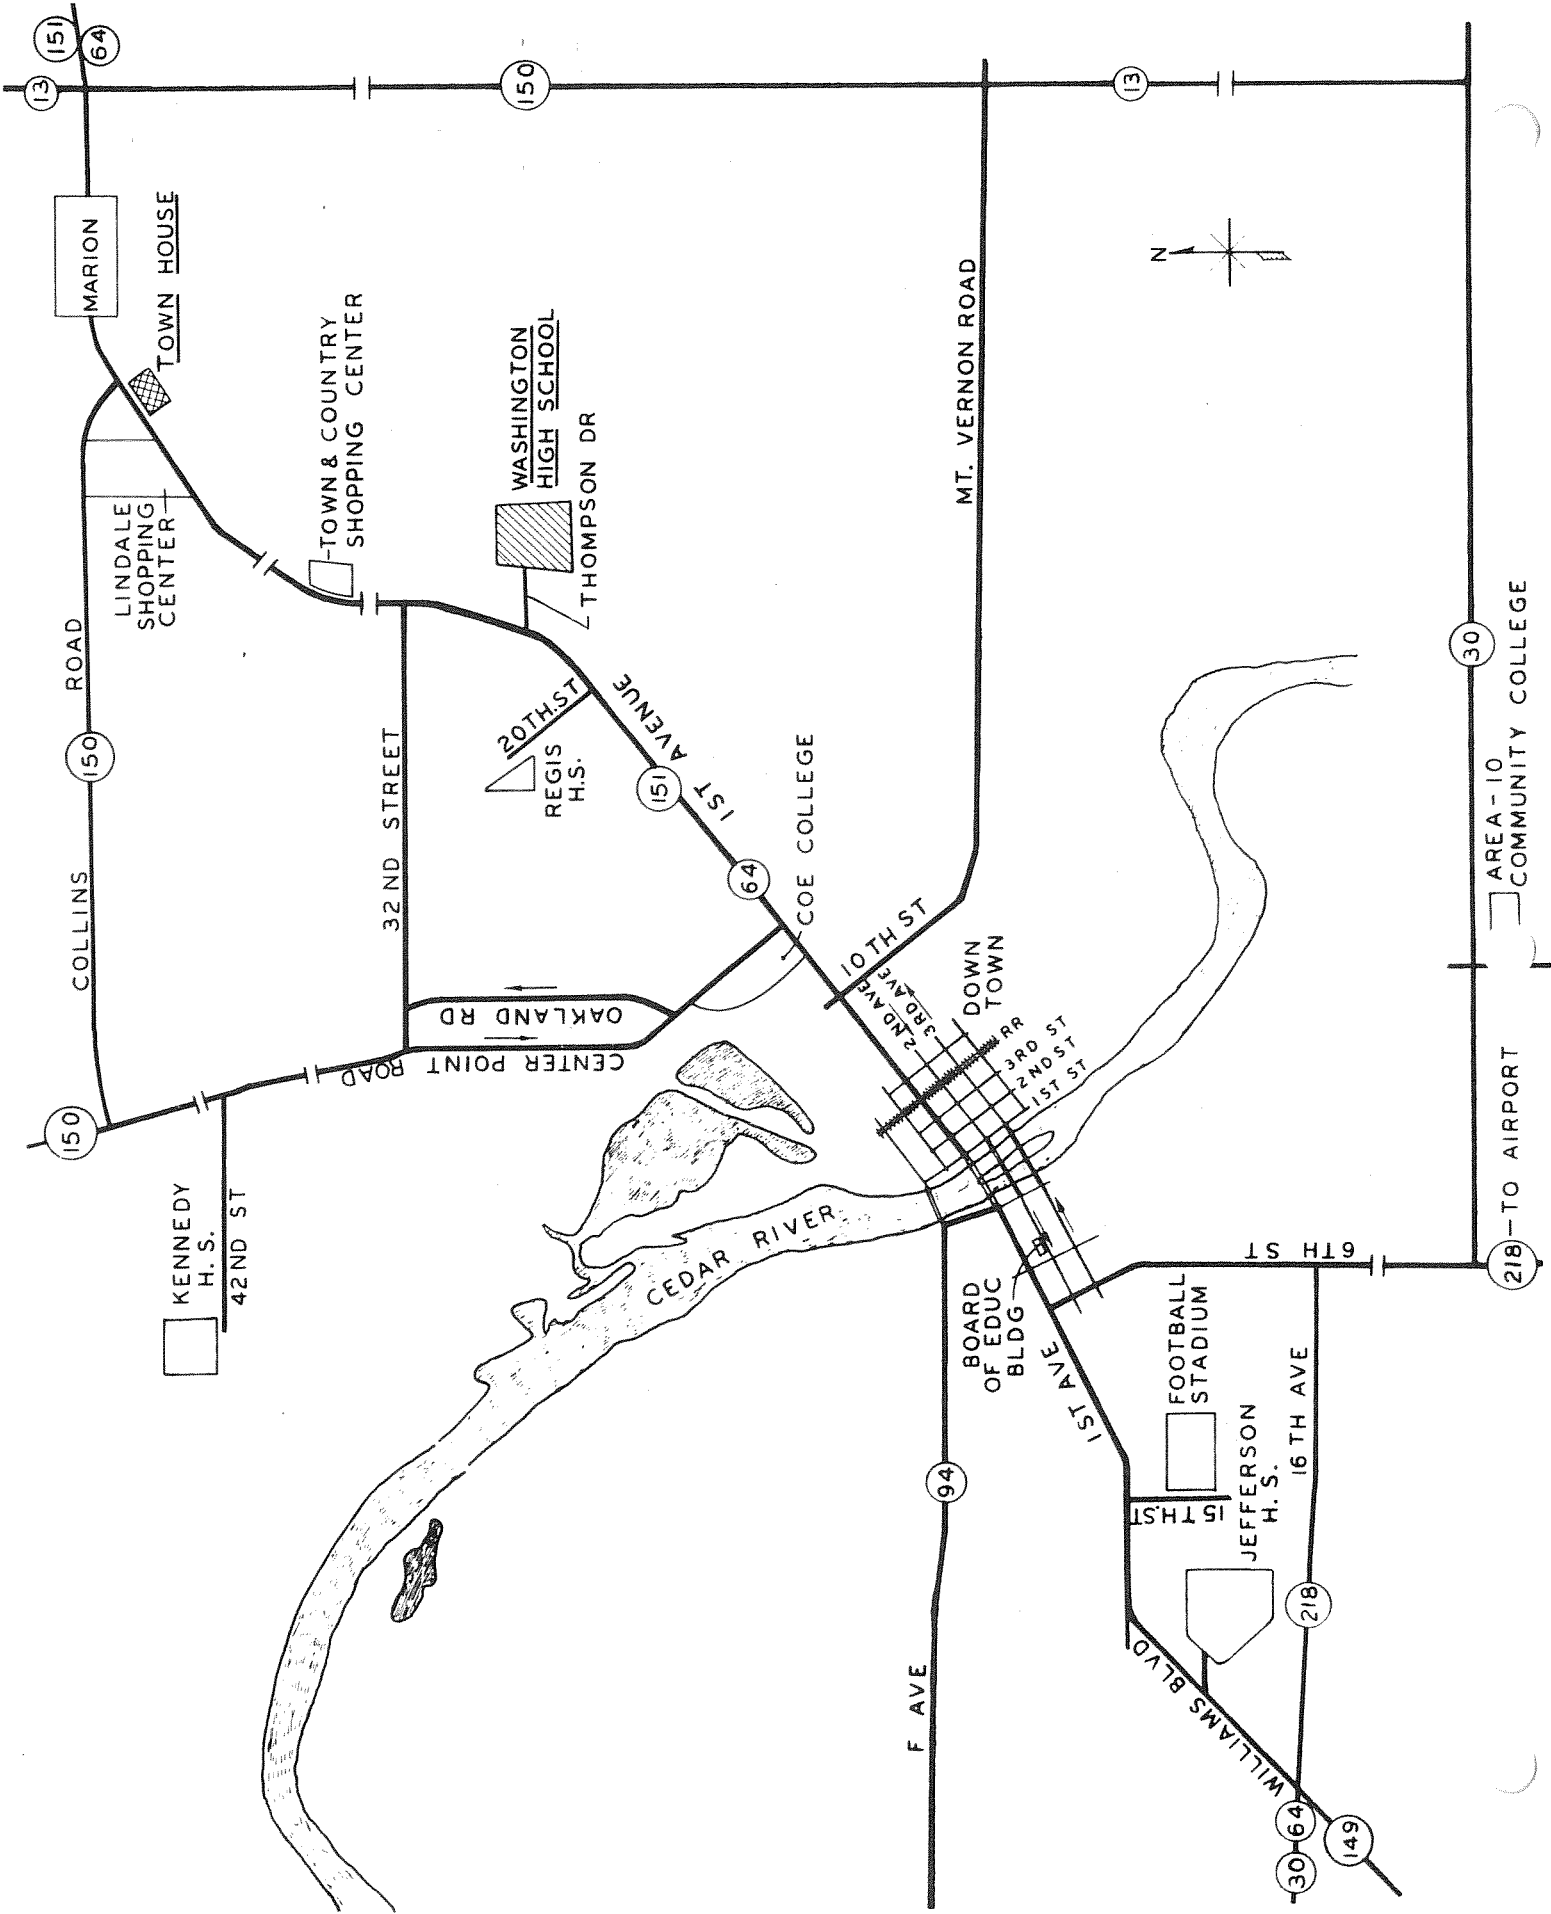 151
64
13
150
13
MARION
TOWN HOUSE
TOWN & COUNTRY
SHOPPING CENTER
WASHINGTON
HIGH SCHOOL
THOMPSON DR
MT. VERNON ROAD
N
LINDALE
SHOPPING
CENTER
COLLINS
150
ROAD
32ND STREET
20TH.ST
REGIS
H.S.
1ST AVENUE
151
64
COE COLLEGE
10TH ST
2ND AVE
3RD AVE
DOWN
TOWN
RR
3RD ST
2ND ST
1ST ST
OAKLAND RD
CENTER POINT
ROAD
150
KENNEDY
H.S.
42ND ST
CEDAR RIVER
30
AREA-10
COMMUNITY COLLEGE
218-TO AIRPORT
6TH ST
BOARD
OF EDUC
BLDG
1ST AVE
FOOTBALL
STADIUM
15TH.ST
JEFFERSON
H. S.
16TH AVE
218
94
F AVE
WILLIAMS BLVD
30
64
149